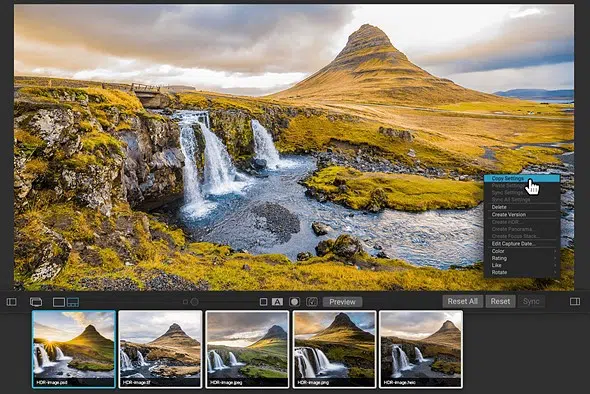 Copy Settings
Paste Settings
Sync Settings
Sync All Settings
Delete
Create Version
Create HDR...
Create Panorama...
Create Focus Stack...
Edit Capture Date...
Color
Rating
Like
Rotate
A
Preview
Reset All
Reset
Sync
HDR-image.psd
HDR-image.tif
HDR-image.jpeg
HDR-image.png
HDR-image.heic